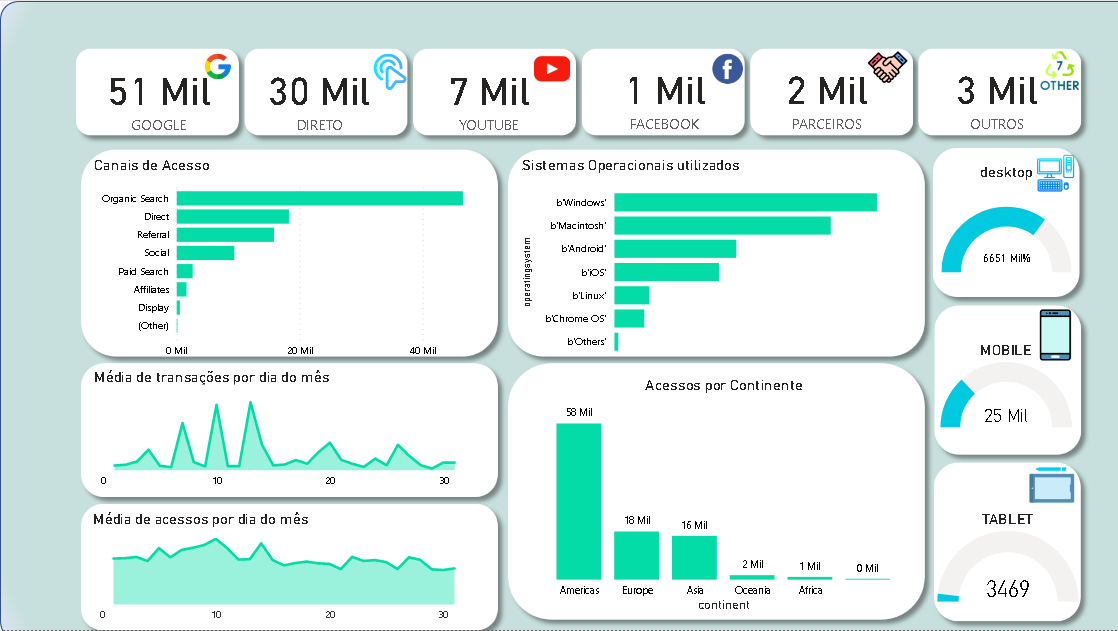 51 Mil
GOOGLE
30 Mil
DIRETO
7 Mil
YOUTUBE
1 Mil
FACEBOOK
2 Mil
PARCEIROS
7
OTHER
3 Mil
OUTROS
Canais de Acesso
Organic Search
Direct
Referral
Social
Paid Search
Affiliates
Display
(Other)
0 Mil 20 Mil 40 Mil
Sistemas Operacionais utilizados
operatingsystem
b'Windows'
b'Macintosh'
b'Android'
b'iOS'
b'Linux'
b'Chrome OS'
b'Others'
desktop
6651 Mil%
Média de transações por dia do mês
0 10 20 30
Média de acessos por dia do mês
0 10 20 30
Acessos por Continente
58 Mil
18 Mil
16 Mil
2 Mil
1 Mil
0 Mil
Americas Europe Asia Oceania Africa
continent
MOBILE
25 Mil
TABLET
3469